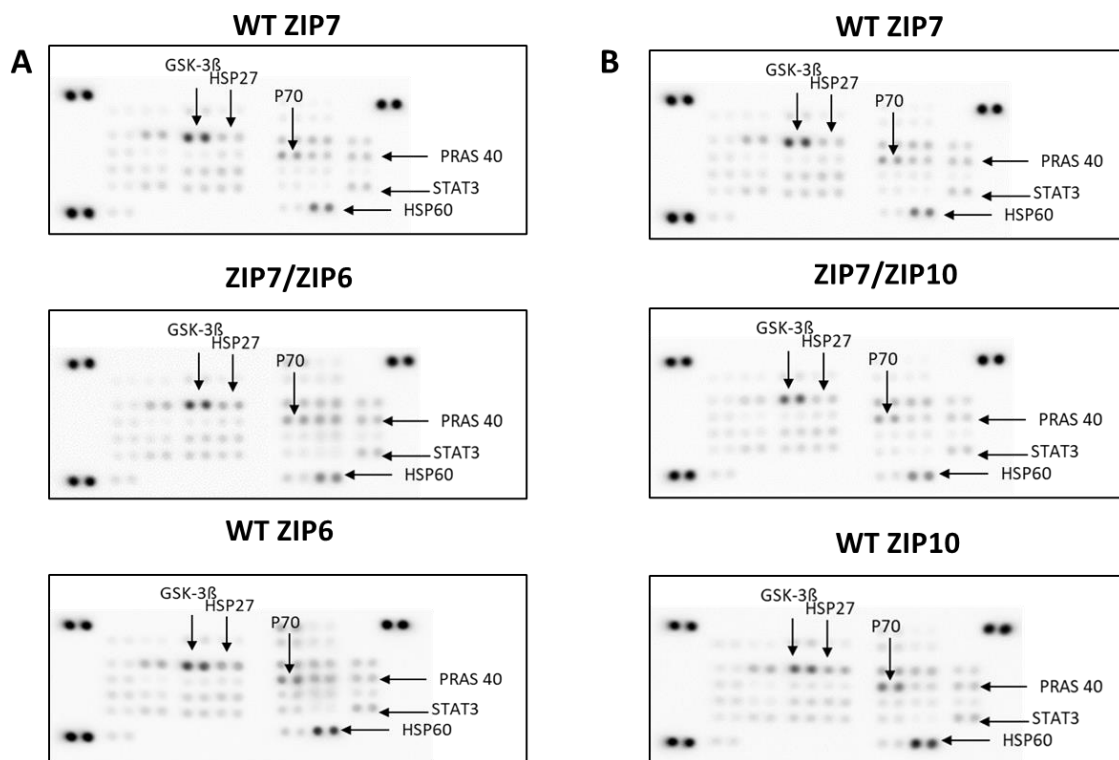 A
WT ZIP7
GSK-3ß
HSP27
P70
PRAS 40
STAT3
HSP60
ZIP7/ZIP6
GSK-3ß
HSP27
P70
PRAS 40
STAT3
HSP60
WT ZIP6
GSK-3ß
HSP27
P70
PRAS 40
STAT3
HSP60
B
WT ZIP7
GSK-3ß
HSP27
P70
PRAS 40
STAT3
HSP60
ZIP7/ZIP10
GSK-3ß
HSP27
P70
PRAS 40
STAT3
HSP60
WT ZIP10
GSK-3ß
HSP27
P70
PRAS 40
STAT3
HSP60